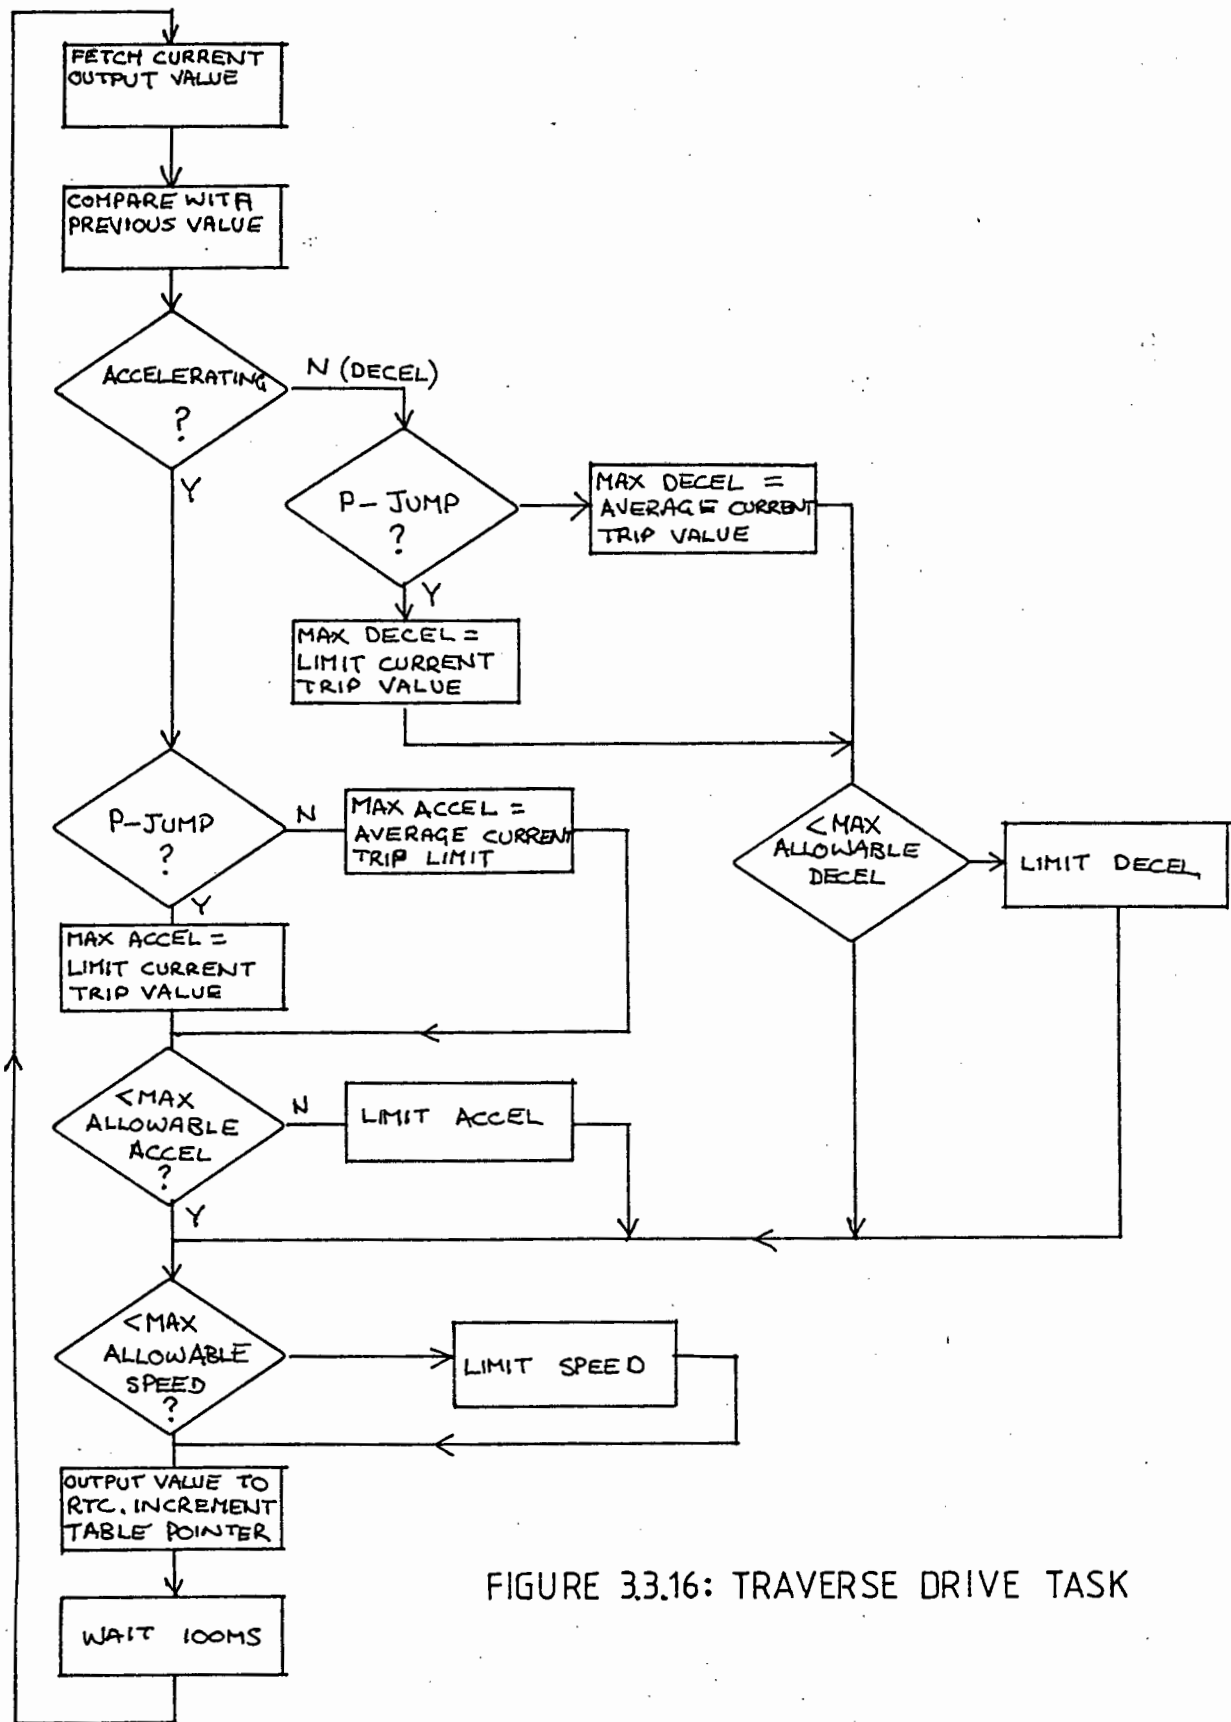 FETCH CURRENT
OUTPUT VALUE
COMPARE WITH
PREVIOUS VALUE
ACCELERATING
?
N (DECEL)
Y
P-JUMP
?
Y
MAX DECEL =
AVERAGE CURRENT
TRIP VALUE
MAX DECEL =
LIMIT CURRENT
TRIP VALUE
P-JUMP
?
N
Y
MAX ACCEL =
AVERAGE CURRENT
TRIP LIMIT
MAX ACCEL =
LIMIT CURRENT
TRIP VALUE
<MAX
ALLOWABLE
DECEL
LIMIT DECEL
<MAX
ALLOWABLE
ACCEL
?
N
Y
LIMIT ACCEL
<MAX
ALLOWABLE
SPEED
?
LIMIT SPEED
OUTPUT VALUE TO
RTC. INCREMENT
TABLE POINTER
WAIT 100MS
FIGURE 3.3.16: TRAVERSE DRIVE TASK